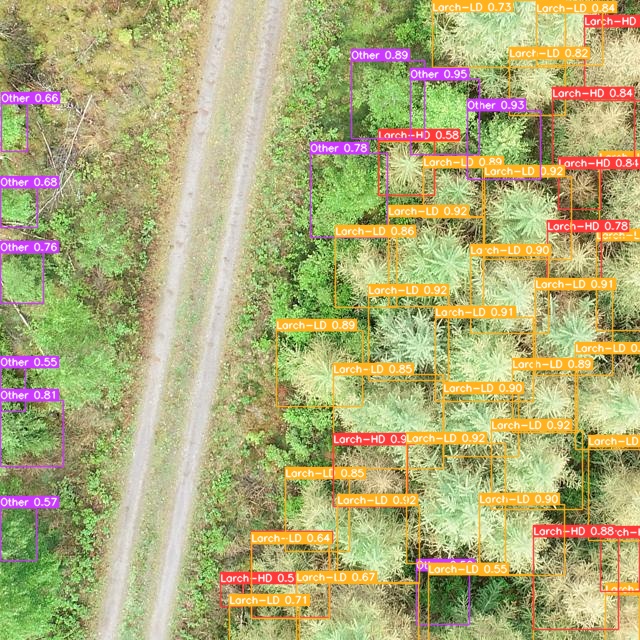 Larch-LD 0.73
Larch-LD 0.84
Larch-HD
Larch-LD 0.82
Other 0.89
Other 0.95
Larch-HD 0.84
Other 0.66
Other 0.93
Larch-HD 0.58
Other 0.78
Larch-LD 0.89
Larch-HD 0.84
Larch-LD 0.92
Other 0.68
Larch-LD 0.92
Larch-HD 0.78
Larch-LD 0.86
Other 0.76
Larch-LD 0.90
Larch-LD 0.91
Larch-LD 0.92
Larch-LD 0.91
Larch-LD 0.89
Larch-LD 0.
Other 0.55
Larch-LD 0.85
Larch-LD 0.89
Larch-LD 0.90
Other 0.81
Larch-LD 0.92
Larch-HD 0.9
Larch-LD 0.92
Larch-LD
Larch-LD 0.85
Other 0.57
Larch-LD 0.92
Larch-LD 0.90
Larch-HD 0.88
Larch-LD 0.64
Larch-LD 0.55
Larch-HD 0.5
Larch-LD 0.67
Larch-LD 0.71